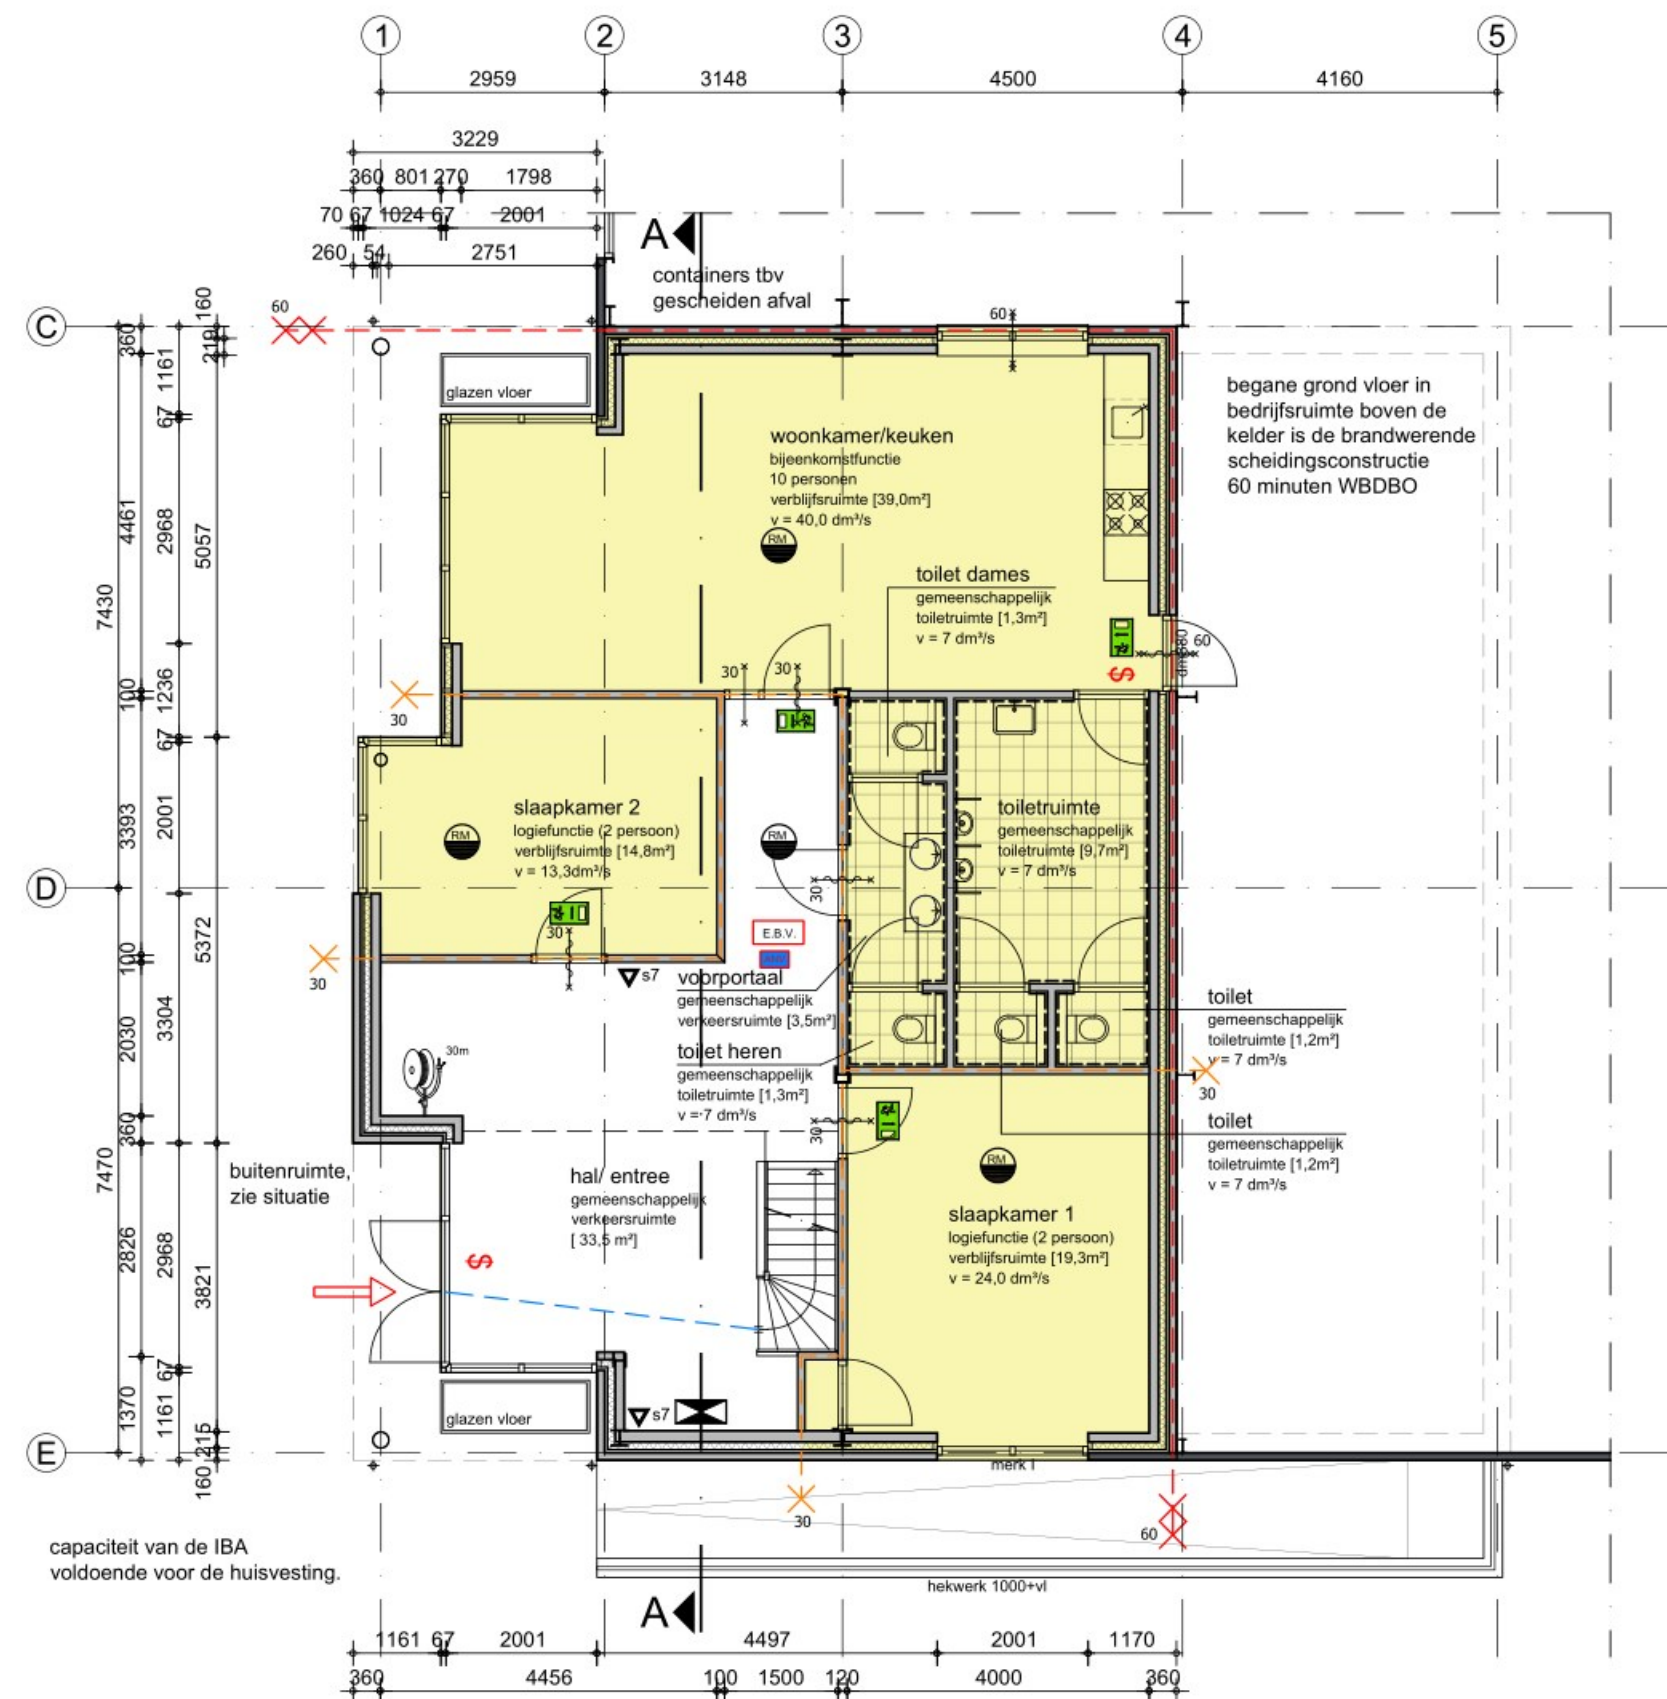 1 2 3 4 5
2959 3148 4500 4160
3229
360 801 270 1798
70 67 1024 67 2001
260 54 2751
A
containers tbv
gescheiden afval
60
60
C
D
E
360
4461
7430
100
3393
100
2030
360
7470
2826
1370
1161
67
2968
1236
67
2001
3304
2968
67
1161
160
219
5057
5372
3821
215
160
glazen vloer
woonkamer/keuken
bijeenkomstfunctie
10 personen
verblijfsruimte [39,0m²]
v = 40,0 dm³/s
RM
begane grond vloer in
bedrijfsruimte boven de
kelder is de brandwerende
scheidingsconstructie
60 minuten WBDBO
toilet dames
gemeenschappelijk
toiletruimte [1,3m²]
v = 7 dm³/s
60
30
30
30
slaapkamer 2
logiefunctie (2 persoon)
verblijfsruimte [14,8m²]
v = 13,3dm³/s
RM
RM
toiletruimte
gemeenschappelijk
toiletruimte [9,7m²]
v = 7 dm³/s
30
30
E.B.V.
30
s7
voorportaal
gemeenschappelijk
verkeersruimte [3,5m²]
toilet heren
gemeenschappelijk
toiletruimte [1,3m²]
v = 7 dm³/s
30m
toilet
gemeenschappelijk
toiletruimte [1,2m²]
v = 7 dm³/s
30
30
toilet
gemeenschappelijk
toiletruimte [1,2m²]
v = 7 dm³/s
buitenruimte,
zie situatie
hal/ entree
gemeenschappelijk
verkeersruimte
[ 33,5 m²]
RM
slaapkamer 1
logiefunctie (2 persoon)
verblijfsruimte [19,3m²]
v = 24,0 dm³/s
glazen vloer
s7
merk I
30
60
capaciteit van de IBA
voldoende voor de huisvesting.
hekwerk 1000+vl
A
1161 67 2001 4497 2001 1170
360 4456 100 1500 120 4000 360